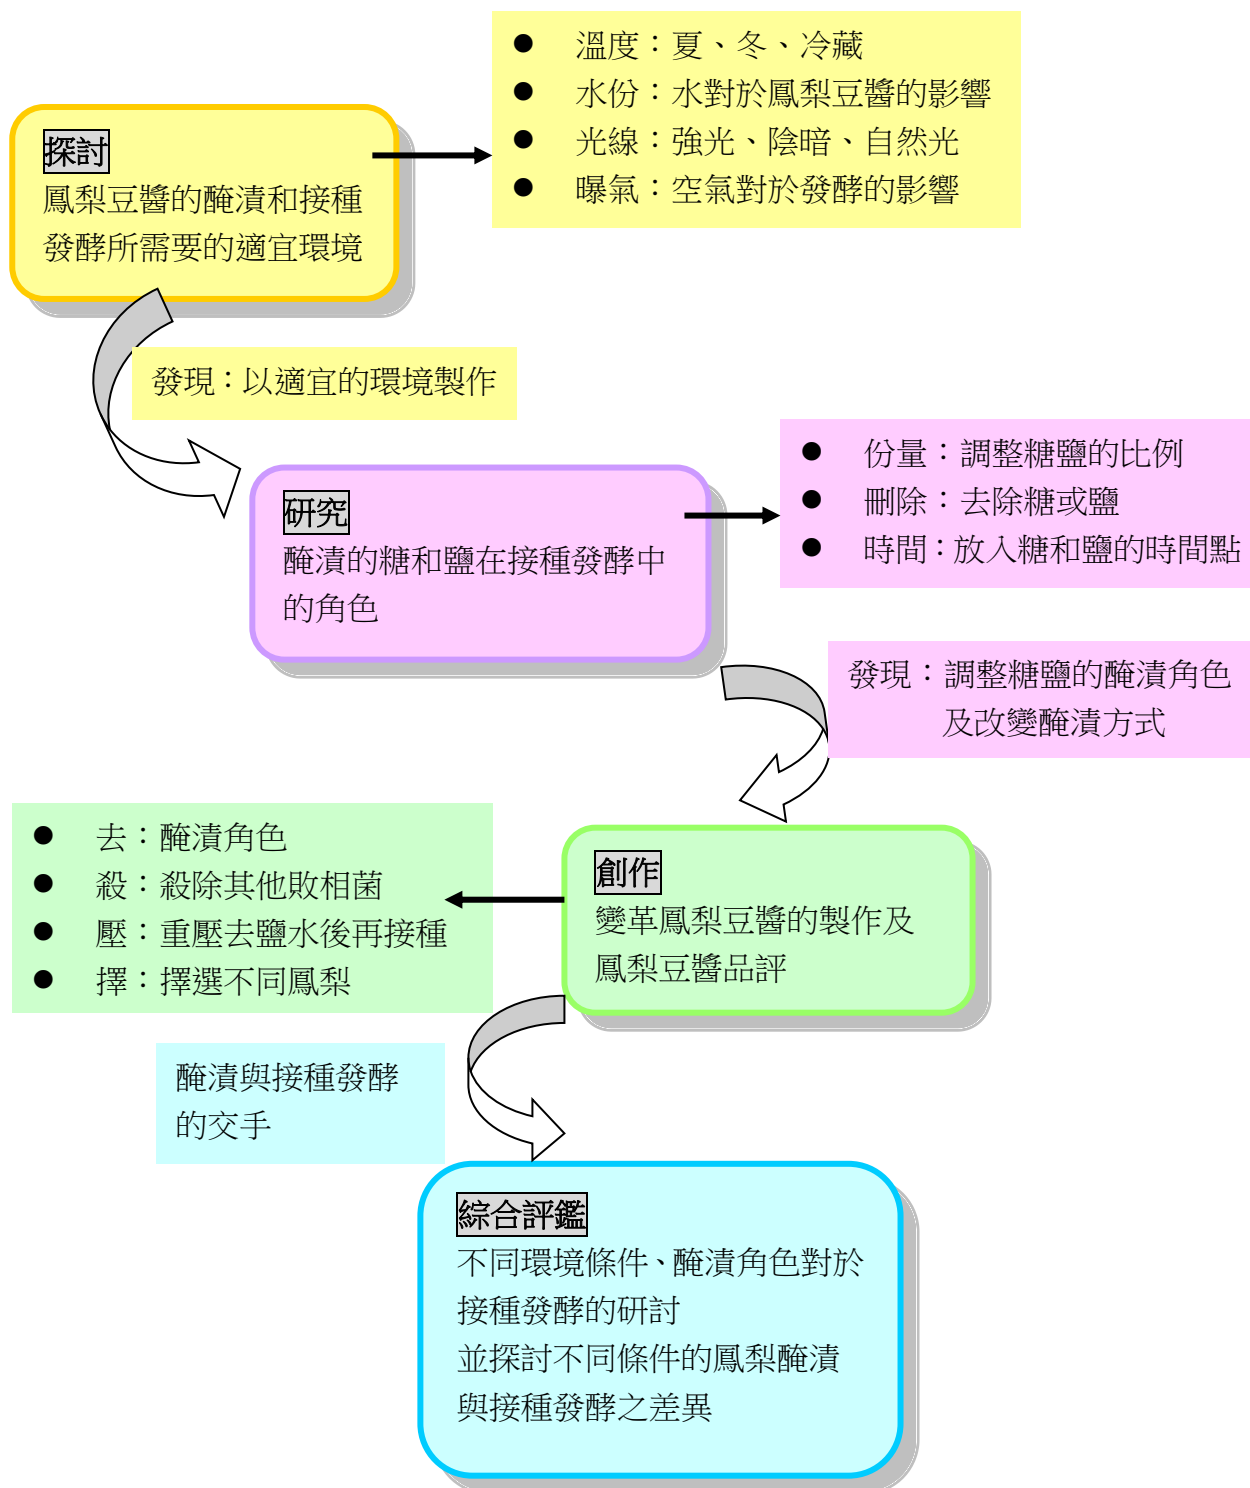 探討
鳳梨豆醬的醃漬和接種
發酵所需要的適宜環境
● 溫度：夏、冬、冷藏
● 水份：水對於鳳梨豆醬的影響
● 光線：強光、陰暗、自然光
● 曝氣：空氣對於發酵的影響
發現：以適宜的環境製作
研究
醃漬的糖和鹽在接種發酵中
的角色
● 份量：調整糖鹽的比例
● 刪除：去除糖或鹽
● 時間：放入糖和鹽的時間點
發現：調整糖鹽的醃漬角色
及改變醃漬方式
創作
變革鳳梨豆醬的製作及
鳳梨豆醬品評
● 去：醃漬角色
● 殺：殺除其他敗相菌
● 壓：重壓去鹽水後再接種
● 擇：擇選不同鳳梨
醃漬與接種發酵
的交手
綜合評鑑
不同環境條件、醃漬角色對於
接種發酵的研討
並探討不同條件的鳳梨醃漬
與接種發酵之差異